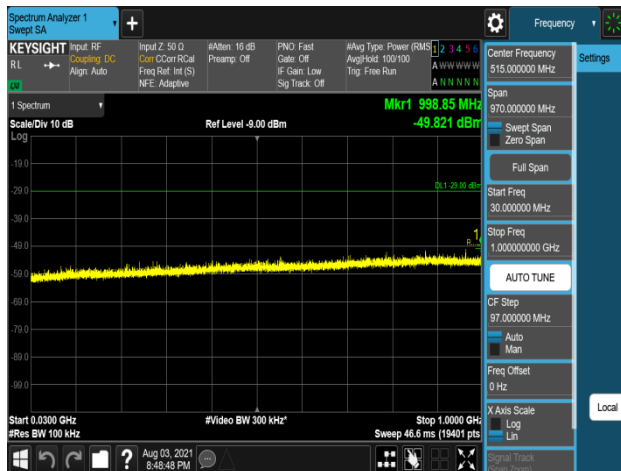 Spectrum Analyzer 1
Swept SA
Frequency
KEYSIGHT
RL
Input: RF
Coupling: DC
Align: Auto
Input Z: 50 Ω
Corr CCorr RCal
Freq Ref: Int (S)
NFE: Adaptive
#Atten: 16 dB
Preamp: Off
PNO: Fast
Gate: Off
IF Gain: Low
Sig Track: Off
#Avg Type: Power (RMS
Avg|Hold: 100/100
Trig: Free Run
1 2 3 4 5 6
A W W W W W
A N N N N N
1 Spectrum
Mkr1 998.85 MHz
Scale/Div 10 dB
Ref Level -9.00 dBm
-49.821 dBm
Log
-19.0
-29.0
-39.0
-49.0
-59.0
-69.0
-79.0
-89.0
-99.0
DL1 -29.00 dBm
1
Start 0.0300 GHz
#Video BW 300 kHz*
Stop 1.0000 GHz
#Res BW 100 kHz
Sweep 46.6 ms (19401 pts
Aug 03, 2021
8:48:48 PM
Center Frequency
515.000000 MHz
Settings
Span
970.000000 MHz
Swept Span
Zero Span
Full Span
Start Freq
30.000000 MHz
Stop Freq
1.000000000 GHz
AUTO TUNE
CF Step
97.000000 MHz
Auto
Man
Freq Offset
0 Hz
X Axis Scale
Log
Lin
Local
Signal Track
(Span Zoom)